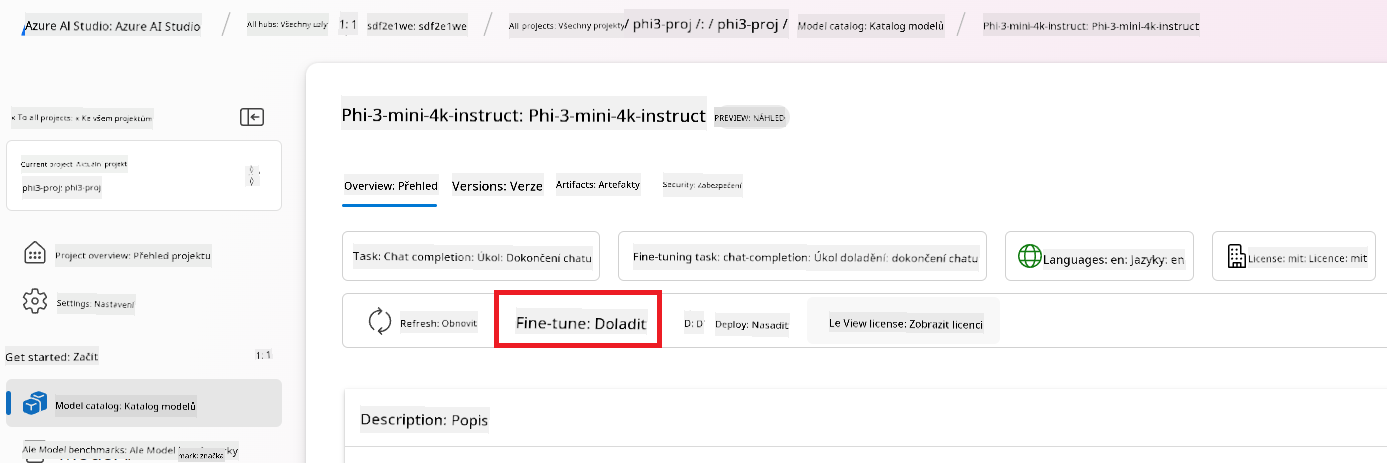 Azure AI Studio: Azure AI Studio / All hubs: Všechny uzly 1: 1 sdf2e1we: sdf2e1we / All projects: Všechny projekty / phi3-proj /: / phi3-proj / Model catalog: Katalog modelů / Phi-3-mini-4k-instruct: Phi-3-mini-4k-instruct
« To all projects: « Ke všem projektům
Current project: Aktuální projekt
phi3-proj: phi3-proj
Project overview: Přehled projektu
Settings: Nastavení
Get started: Začít 1: 1
Model catalog: Katalog modelů
Ale Model benchmarks: Ale Model
mark: značka
Phi-3-mini-4k-instruct: Phi-3-mini-4k-instruct PREVIEW: NÁHLED
Overview: Přehled Versions: Verze Artifacts: Artefakty Security: Zabezpečení
Task: Chat completion: Úkol: Dokončení chatu Fine-tuning task: chat-completion: Úkol doladění: dokončení chatu Languages: en: Jazyky: en License: mit: Licence: mit
Refresh: Obnovit Fine-tune: Doladit D: D Deploy: Nasadit Le View license: Zobrazit licenci
Description: Popis